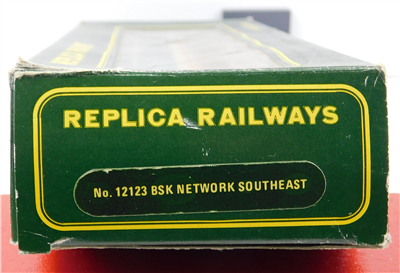 REPLICA RAILWAYS
No. 12123 BSK NETWORK SOUTHEAST